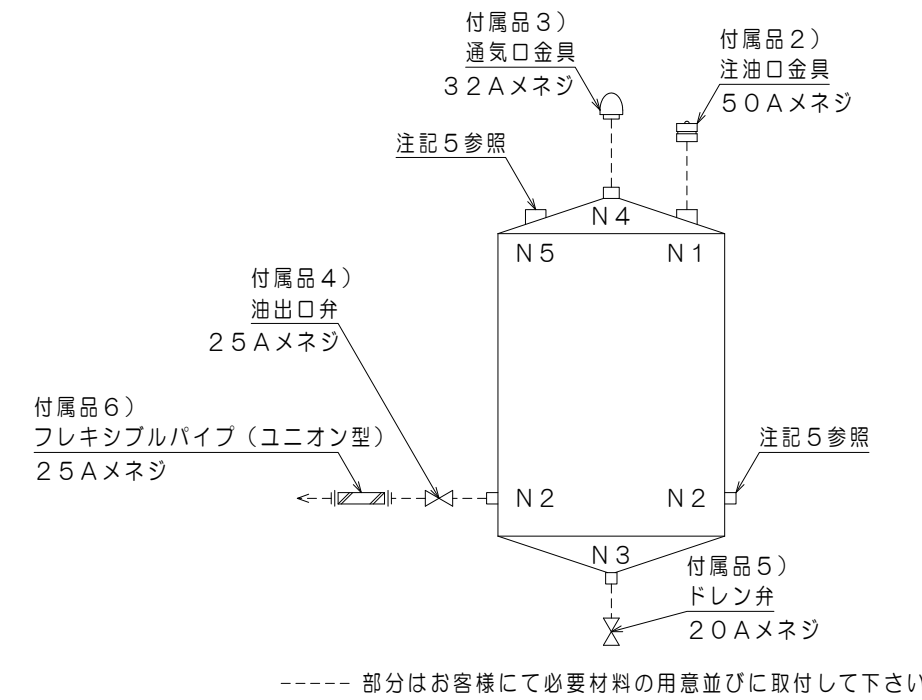 付属品３）
通気口金具
３２Ａメネジ
付属品２）
注油口金具
５０Ａメネジ
注記５参照
Ｎ４
Ｎ５
Ｎ１
付属品４）
油出口弁
２５Ａメネジ
付属品６）
フレキシブルパイプ（ユニオン型）
２５Ａメネジ
注記５参照
Ｎ２
Ｎ２
Ｎ３
付属品５）
ドレン弁
２０Ａメネジ
----- 部分はお客様にて必要材料の用意並びに取付して下さい